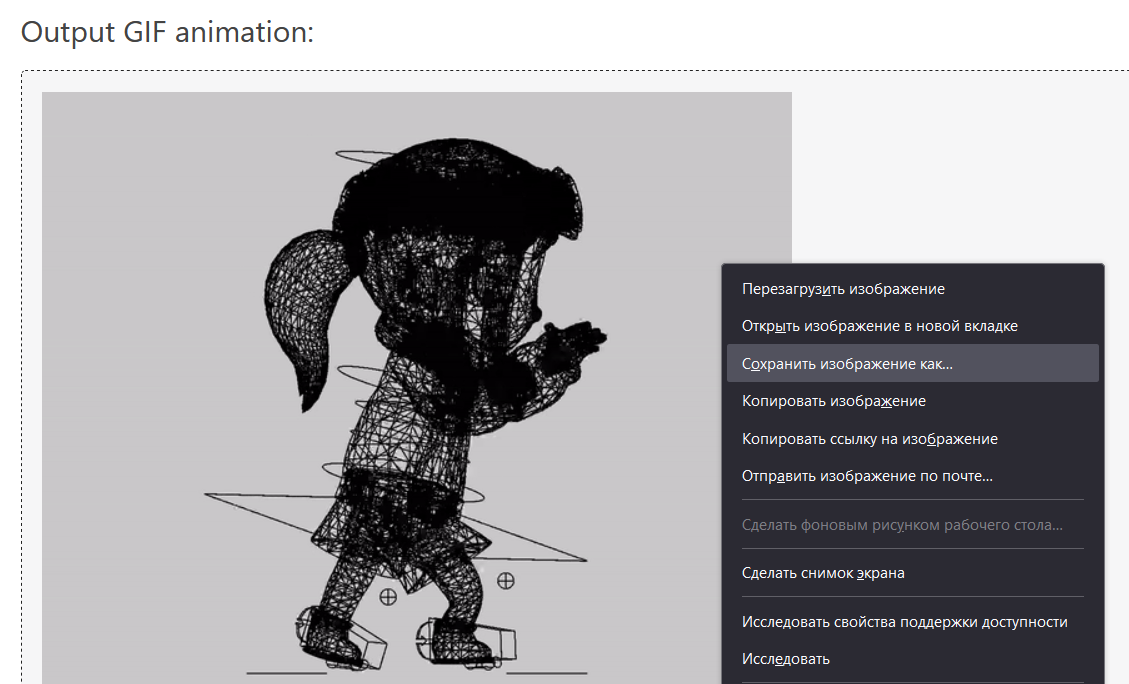 Output GIF animation:
Перезагрузить изображение
Открыть изображение в новой вкладке
Сохранить изображение как...
Копировать изображение
Копировать ссылку на изображение
Отправить изображение по почте...
Сделать фоновым рисунком рабочего стола...
Сделать снимок экрана
Исследовать свойства поддержки доступности
Исследовать